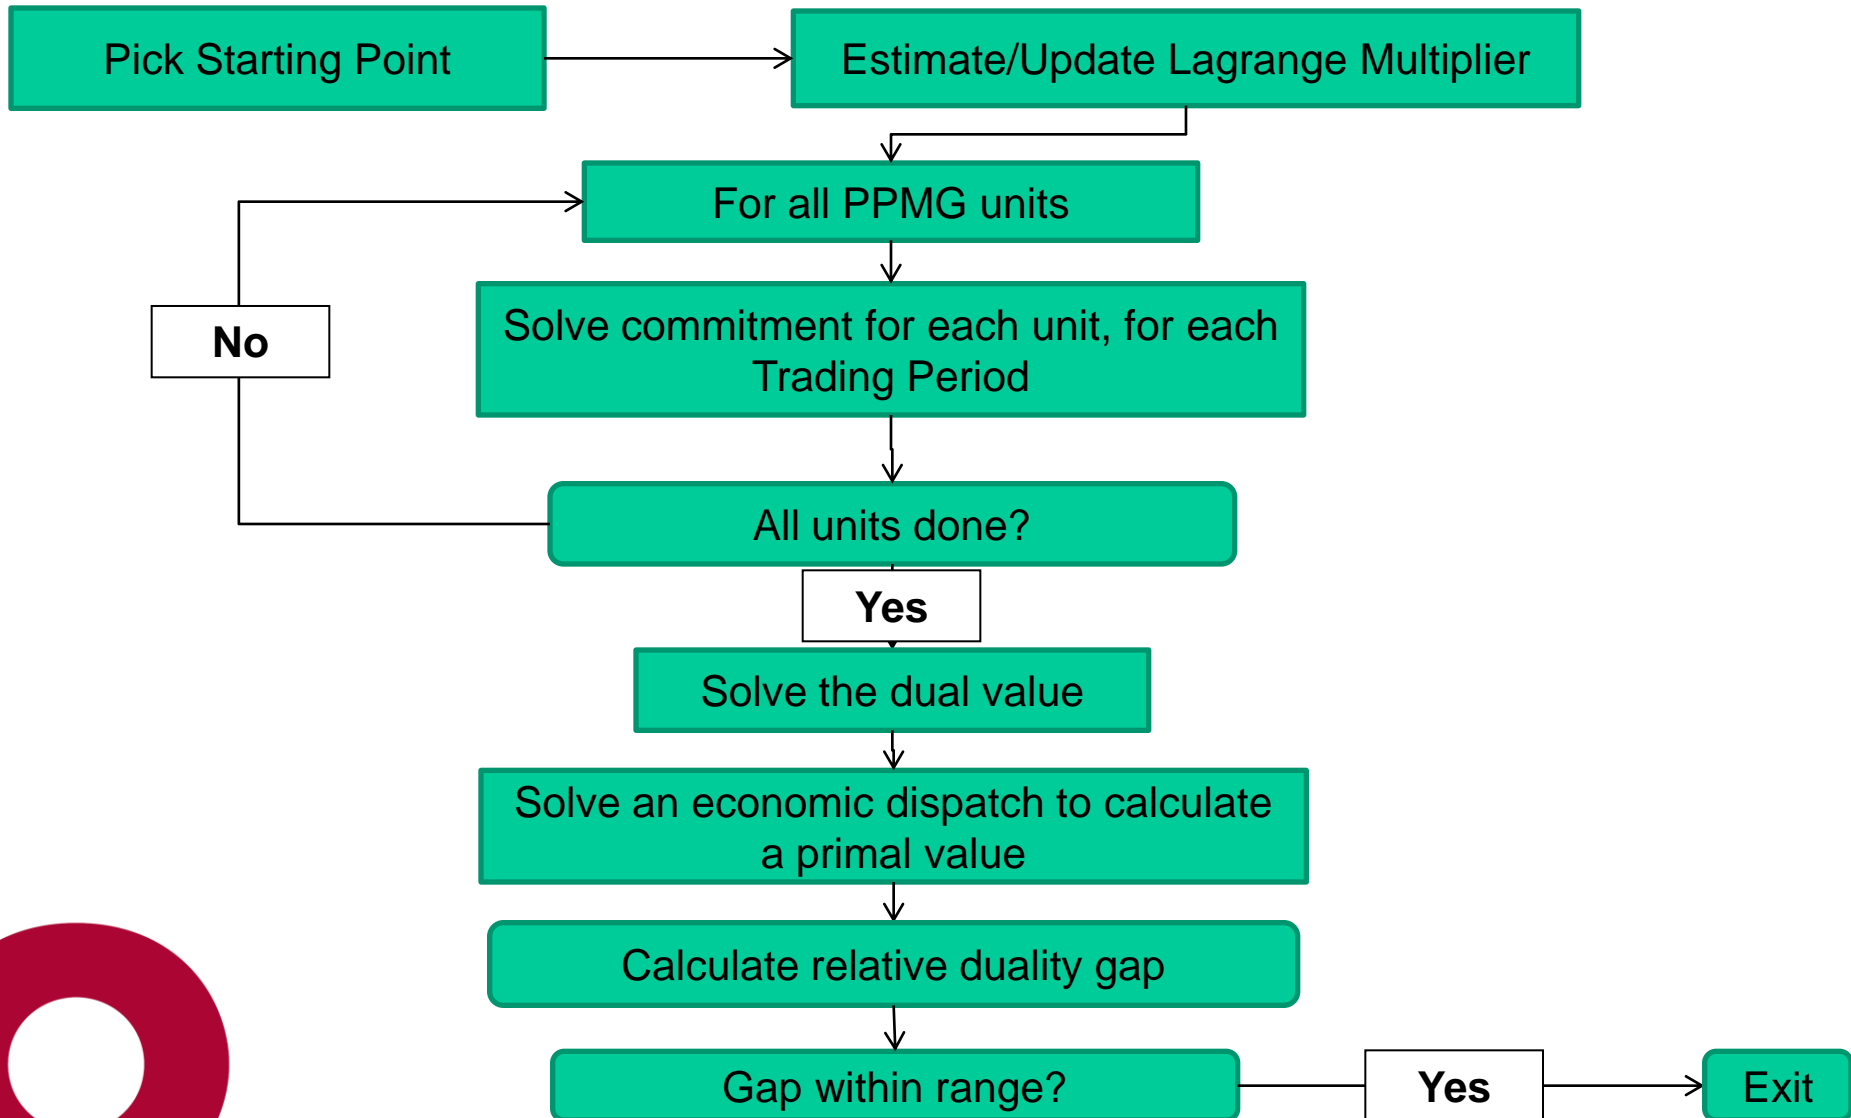 Pick Starting Point
Estimate/Update Lagrange Multiplier
For all PPMG units
No
Solve commitment for each unit, for each
Trading Period
All units done?
Yes
Solve the dual value
Solve an economic dispatch to calculate
a primal value
Calculate relative duality gap
Gap within range?
Yes
Exit